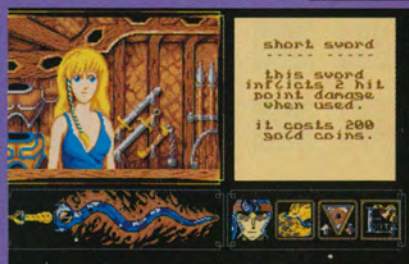 short sword
----- -----
this sword
inflicts 2 hit
point damage
when used.
it costs 200
gold coins.